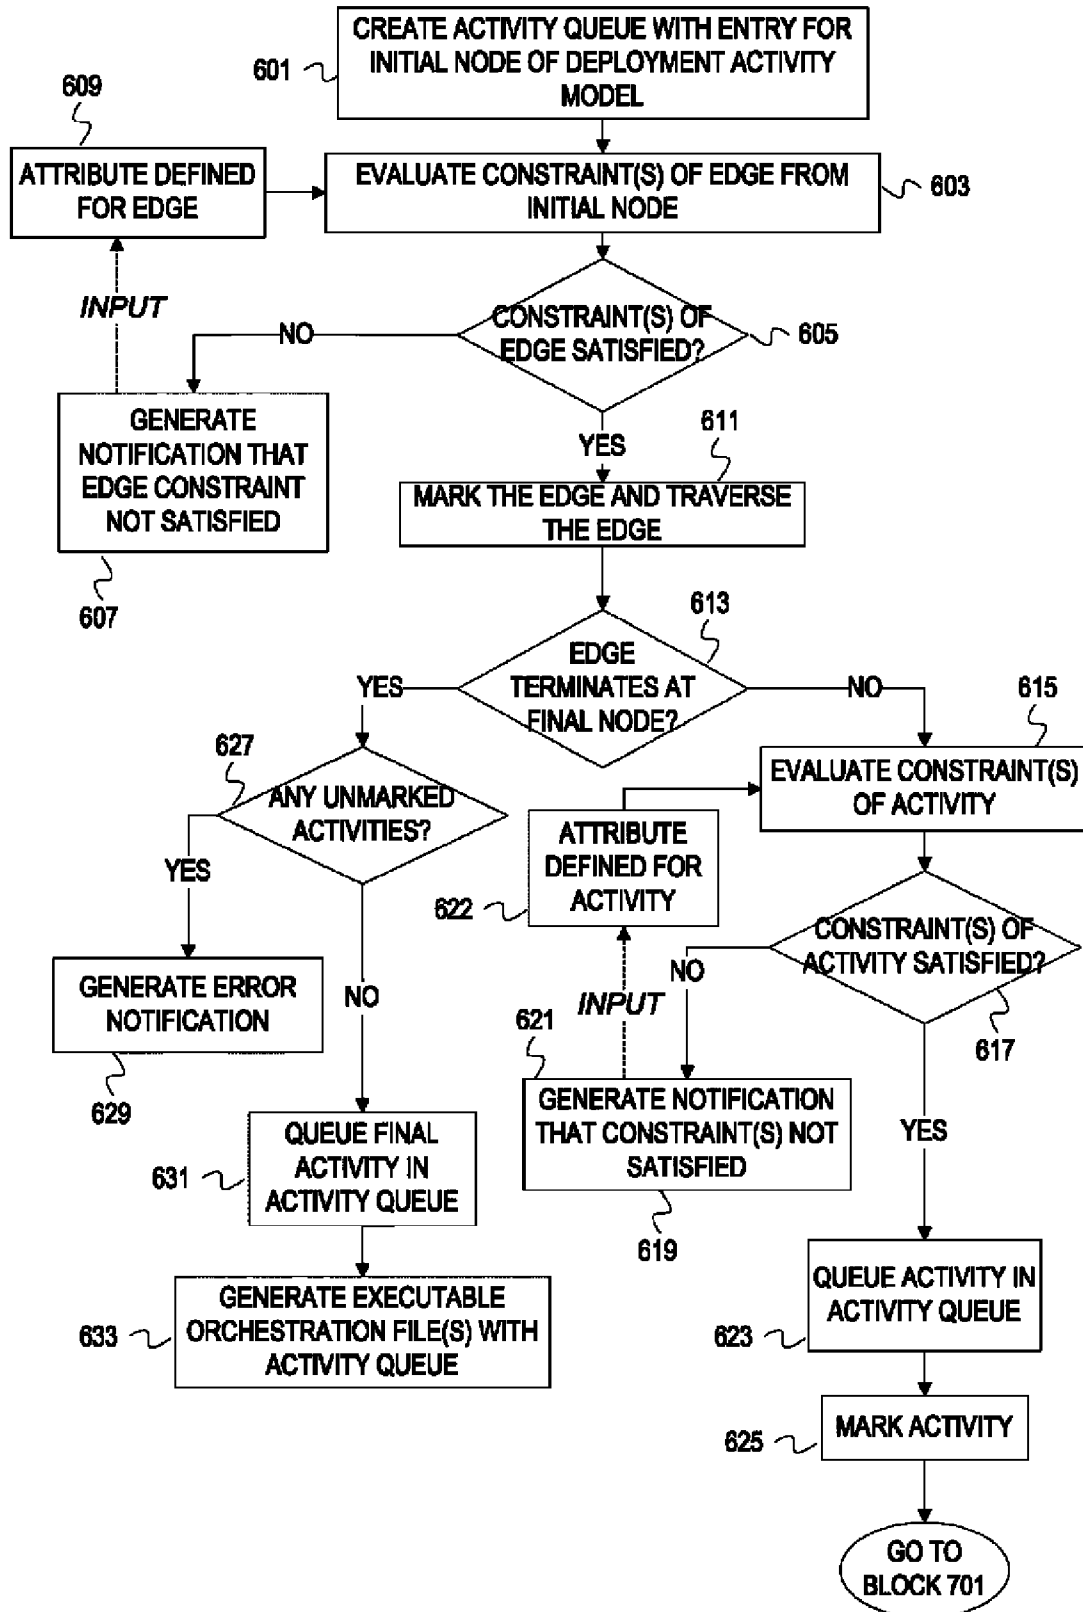 CREATE ACTIVITY QUEUE WITH ENTRY FOR
INITIAL NODE OF DEPLOYMENT ACTIVITY
MODEL
601
609
ATTRIBUTE DEFINED
FOR EDGE
EVALUATE CONSTRAINT(S) OF EDGE FROM
INITIAL NODE
603
INPUT
CONSTRAINT(S) OF
EDGE SATISFIED?
605
NO
GENERATE
NOTIFICATION THAT
EDGE CONSTRAINT
NOT SATISFIED
607
YES
611
MARK THE EDGE AND TRAVERSE
THE EDGE
613
EDGE
TERMINATES AT
FINAL NODE?
YES
NO
615
627
ANY UNMARKED
ACTIVITIES?
EVALUATE CONSTRAINT(S)
OF ACTIVITY
ATTRIBUTE
DEFINED FOR
ACTIVITY
622
YES
CONSTRAINT(S) OF
ACTIVITY SATISFIED?
617
NO
GENERATE ERROR
NOTIFICATION
629
NO
INPUT
621
GENERATE NOTIFICATION
THAT CONSTRAINT(S) NOT
SATISFIED
619
YES
QUEUE FINAL
ACTIVITY IN
ACTIVITY QUEUE
631
QUEUE ACTIVITY IN
ACTIVITY QUEUE
623
GENERATE EXECUTABLE
ORCHESTRATION FILE(S) WITH
ACTIVITY QUEUE
633
MARK ACTIVITY
625
GO TO
BLOCK 701